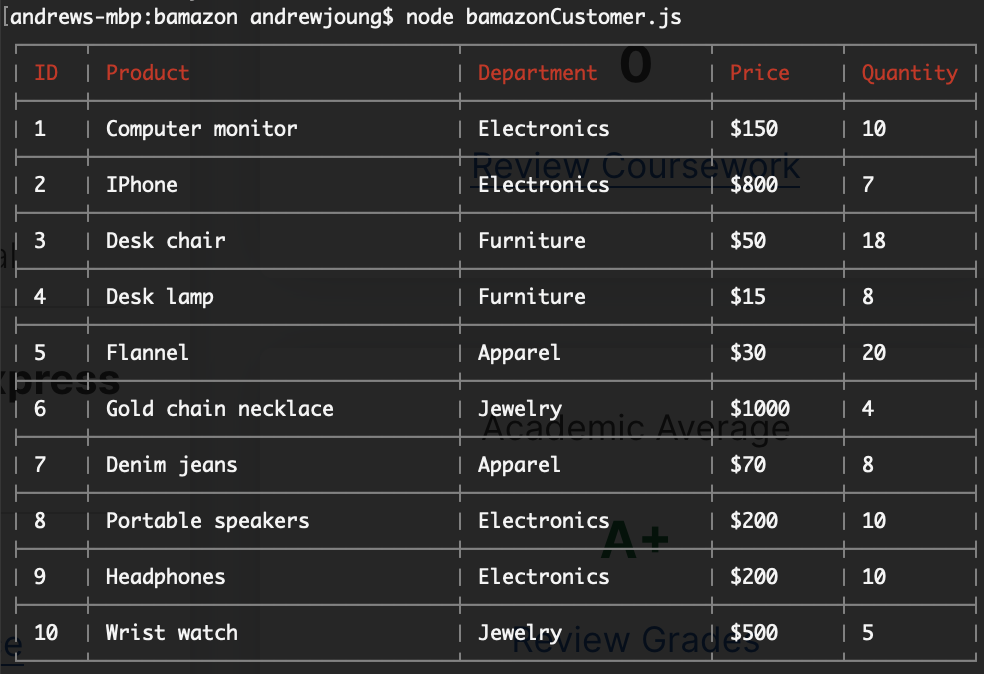 [andrews-mbp:bamazon andrewjoung$ node bamazonCustomer.js
ID Product Department Price Quantity
0
1 Computer monitor Electronics $150 10
Review Coursework
2 IPhone Electronics $800 7
3 Desk chair Furniture $50 18
4 Desk lamp Furniture $15 8
5 Flannel Apparel $30 20
xpress
6 Gold chain necklace Jewelry $1000 4
Academic Average
7 Denim jeans Apparel $70 8
8 Portable speakers Electronics $200 10
A+
9 Headphones Electronics $200 10
10 Wrist watch Jewelry $500 5
Review Grades